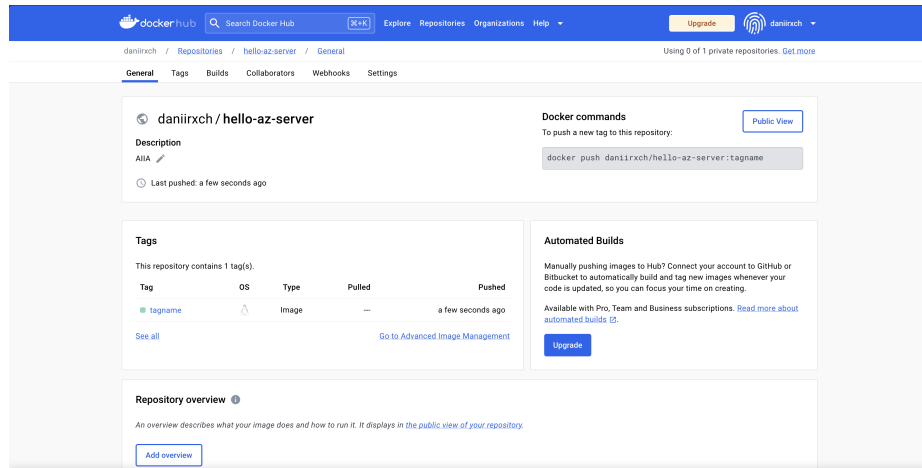 dockerhub Search Docker Hub ⌘+K Explore Repositories Organizations Help Upgrade daniirxch
daniirxch / Repositories / hello-az-server / General Using 0 of 1 private repositories. Get more
General Tags Builds Collaborators Webhooks Settings
daniirxch / hello-az-server
Description
AIIA
Last pushed: a few seconds ago
Docker commands
To push a new tag to this repository:
Public View
docker push daniirxch/hello-az-server:tagname
Tags
This repository contains 1 tag(s).
Tag OS Type Pulled Pushed
tagname Image --- a few seconds ago
See all Go to Advanced Image Management
Automated Builds
Manually pushing images to Hub? Connect your account to GitHub or
Bitbucket to automatically build and tag new images whenever your
code is updated, so you can focus your time on creating.
Available with Pro, Team and Business subscriptions. Read more about
automated builds.
Upgrade
Repository overview
An overview describes what your image does and how to run it. It displays in the public view of your repository.
Add overview